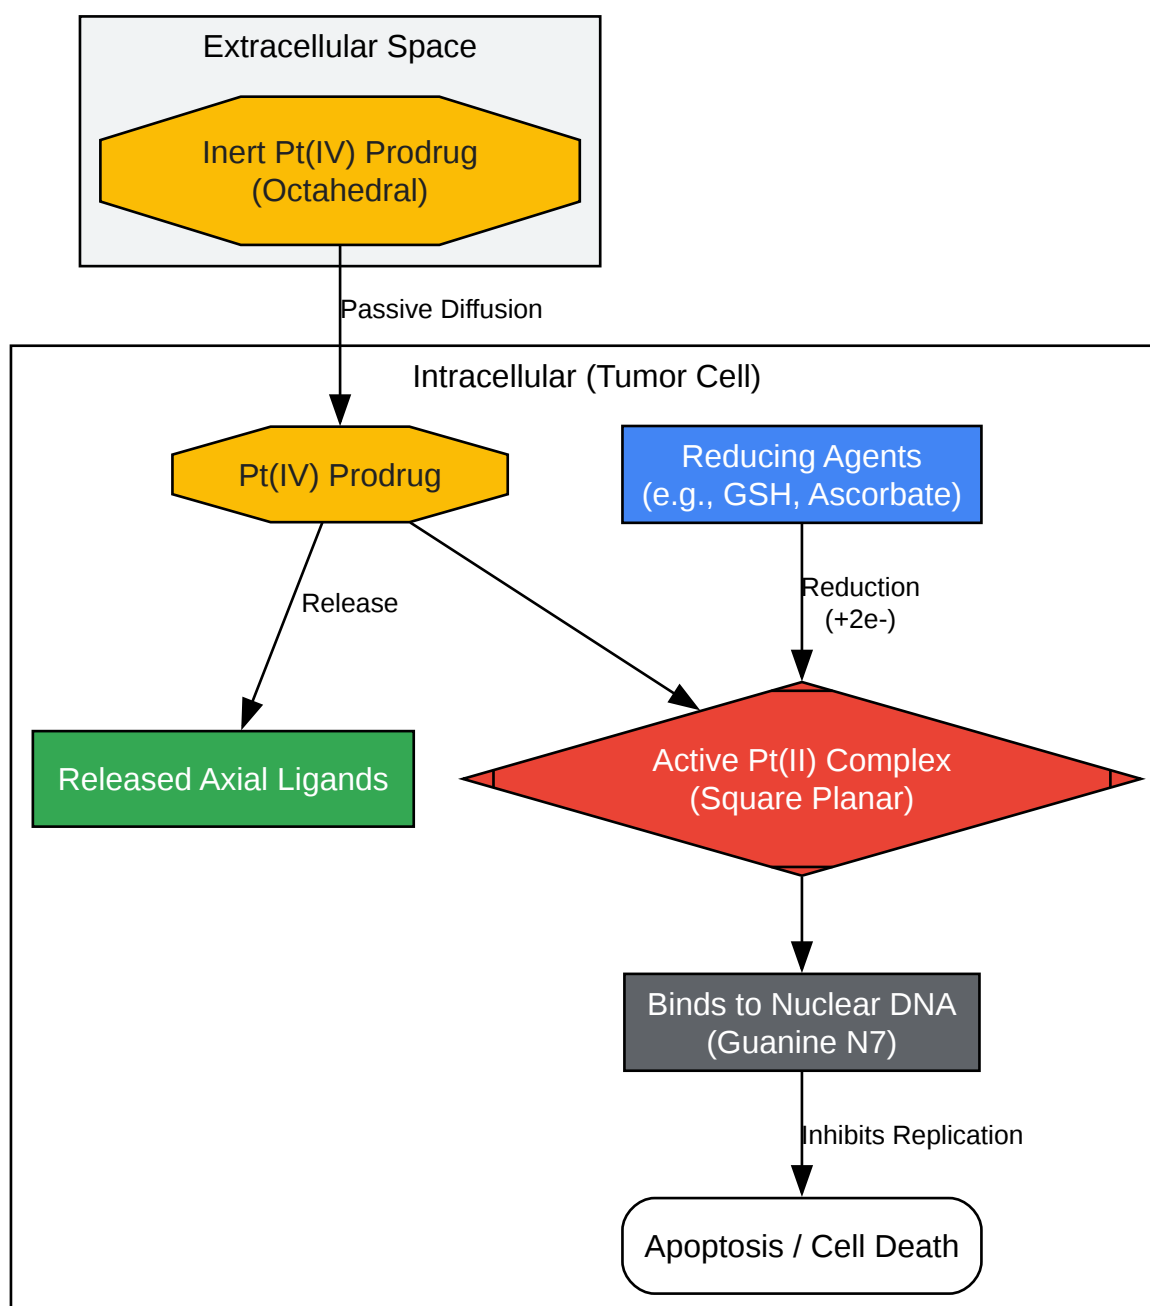 Extracellular Space
Inert Pt(IV) Prodrug
(Octahedral)
Passive Diffusion
Intracellular (Tumor Cell)
Pt(IV) Prodrug
Reducing Agents
(e.g., GSH, Ascorbate)
Release
Reduction
(+2e-)
Released Axial Ligands
Active Pt(II) Complex
(Square Planar)
Binds to Nuclear DNA
(Guanine N7)
Inhibits Replication
Apoptosis / Cell Death